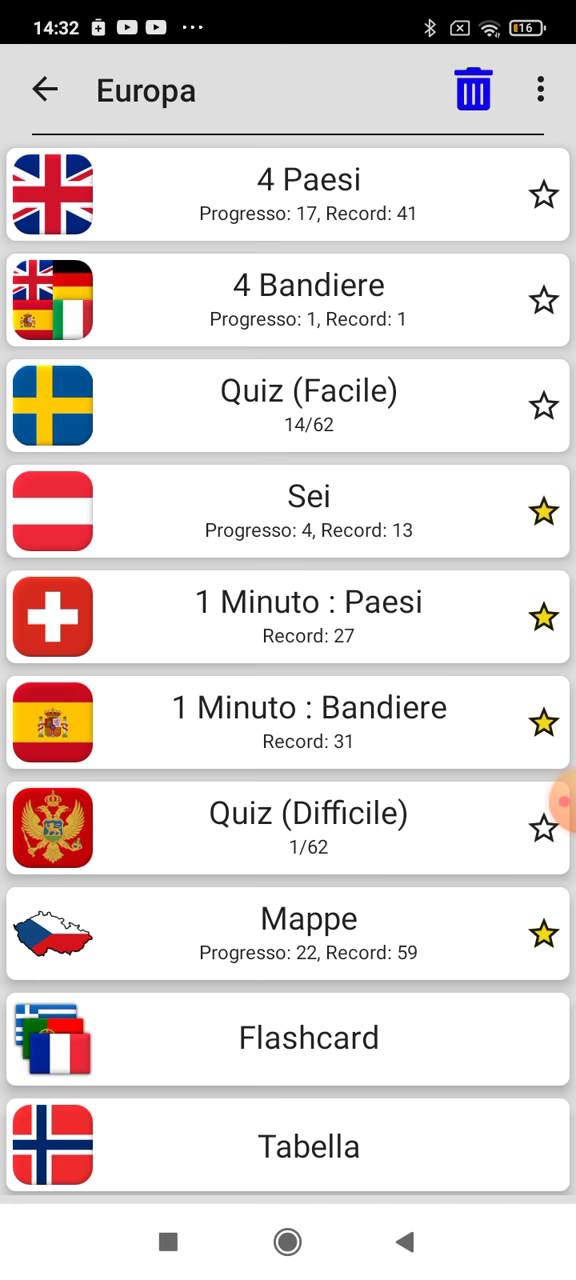 14:32
16
Europa
4 Paesi
Progresso: 17, Record: 41
4 Bandiere
Progresso: 1, Record: 1
Quiz (Facile)
14/62
Sei
Progresso: 4, Record: 13
1 Minuto : Paesi
Record: 27
1 Minuto : Bandiere
Record: 31
Quiz (Difficile)
1/62
Mappe
Progresso: 22, Record: 59
Flashcard
Tabella